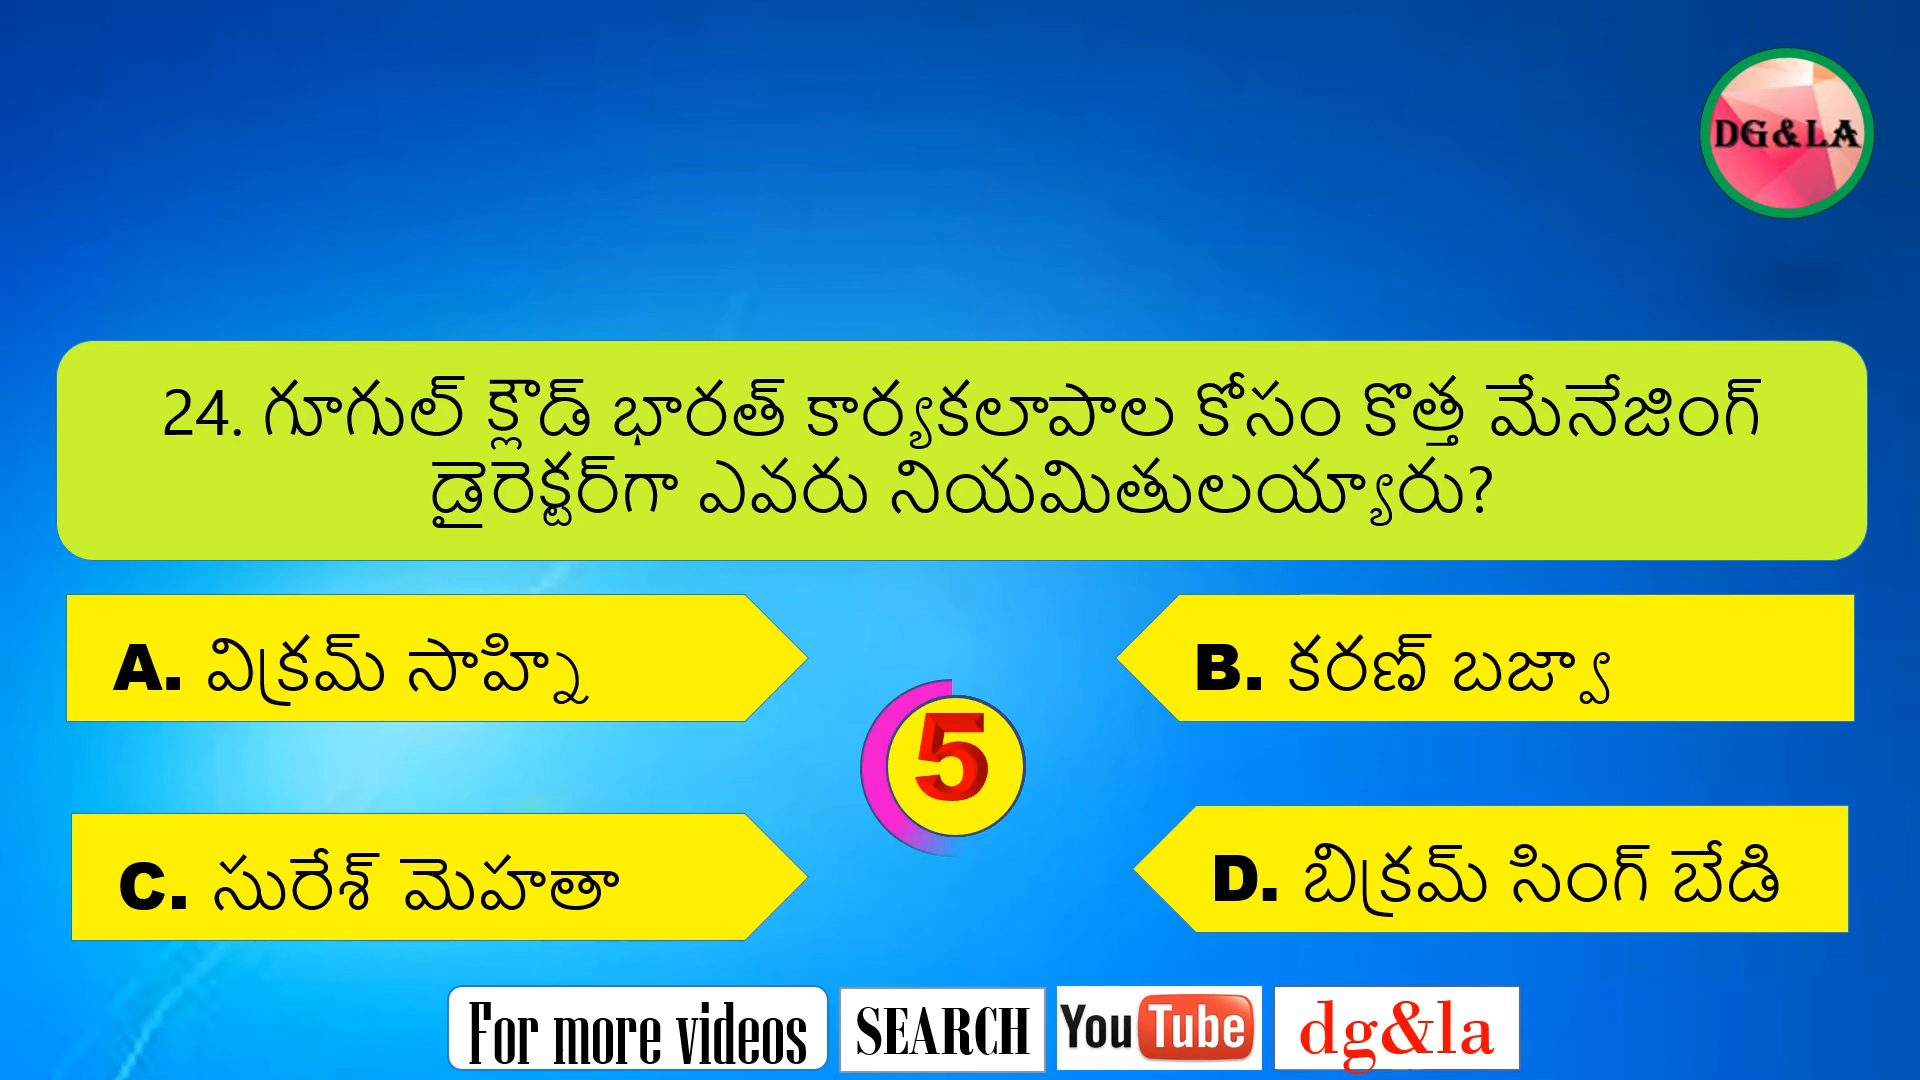 DG&LA
24. గూగుల్ క్లౌడ్ భారత్ కార్యకలాపాల కోసం కొత్త మేనేజింగ్
డైరెక్టర్‌గా ఎవరు నియమితులయ్యారు?
A. విక్రమ్ సాహ్ని
B. కరణ్ బజ్వా
5
C. సురేశ్ మెహతా
D. బిక్రమ్ సింగ్ బేడి
For more videos SEARCH YouTube dg&la